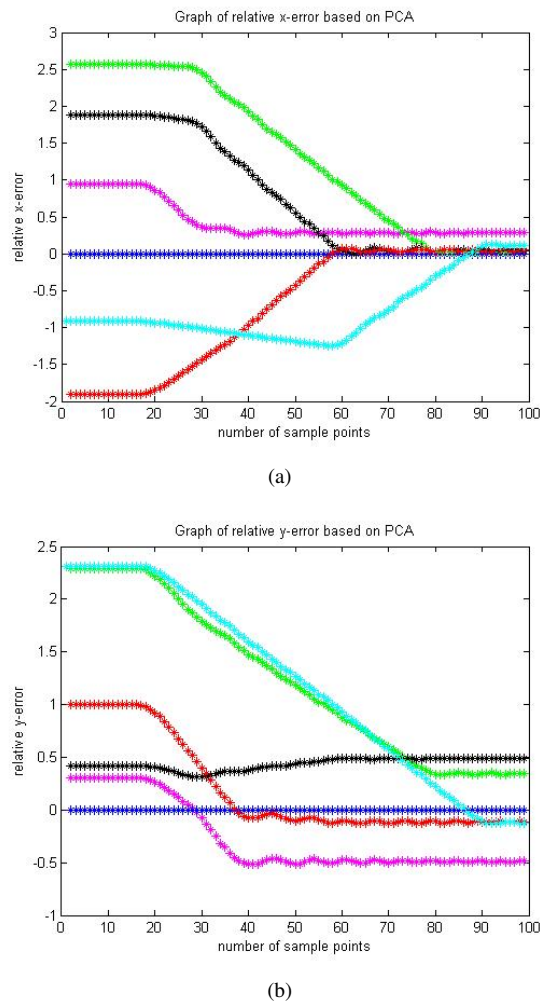 Graph of relative x-error based on PCA
3
2.5
2
1.5
1
0.5
0
-0.5
-1
-1.5
-2
relative x-error
0 10 20 30 40 50 60 70 80 90 100
number of sample points
(a)
Graph of relative y-error based on PCA
2.5
2
1.5
1
0.5
0
-0.5
-1
relative y-error
0 10 20 30 40 50 60 70 80 90 100
number of sample points
(b)